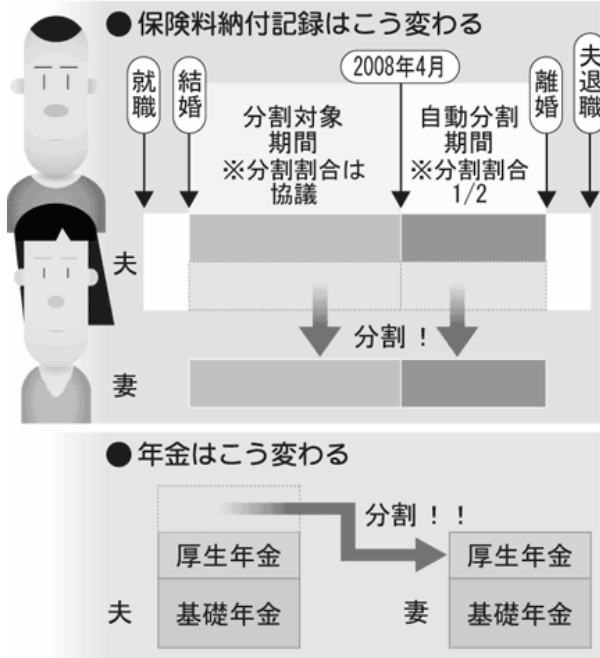 ●保険料納付記録はこう変わる
就職
結婚
2008年4月
離婚
夫退職
分割対象
期間
※分割割合は
協議
自動分割
期間
※分割割合
1/2
夫
分割！
妻
●年金はこう変わる
分割！！
夫
厚生年金
基礎年金
妻
厚生年金
基礎年金